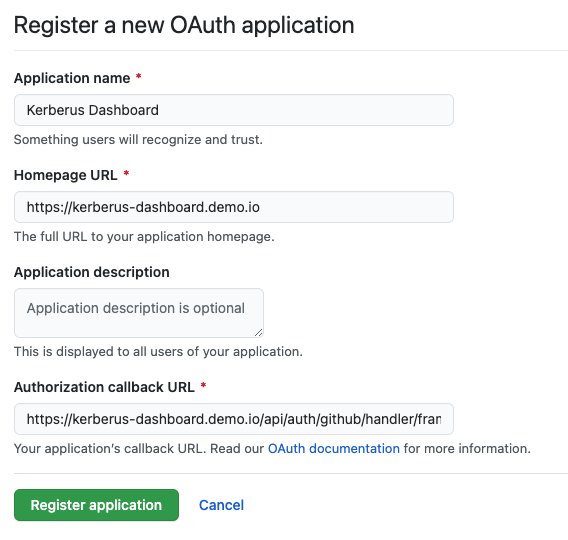 Register a new OAuth application
Application name *
Kerberus Dashboard
Something users will recognize and trust.
Homepage URL *
https://kerberus-dashboard.demo.io
The full URL to your application homepage.
Application description
Application description is optional
This is displayed to all users of your application.
Authorization callback URL *
https://kerberus-dashboard.demo.io/api/auth/github/handler/fran
Your application's callback URL. Read our OAuth documentation for more information.
Register application Cancel